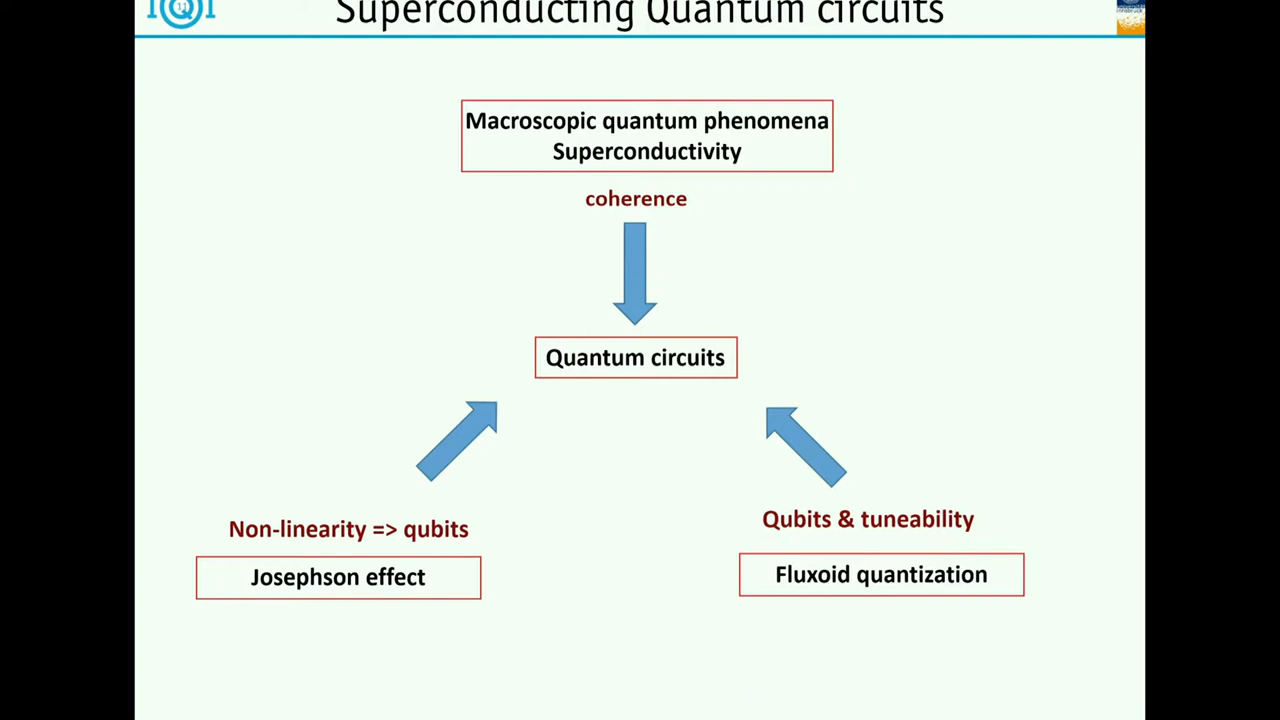 Superconducting Quantum circuits
Macroscopic quantum phenomena
Superconductivity
coherence
Quantum circuits
Non-linearity => qubits
Qubits & tuneability
Josephson effect
Fluxoid quantization